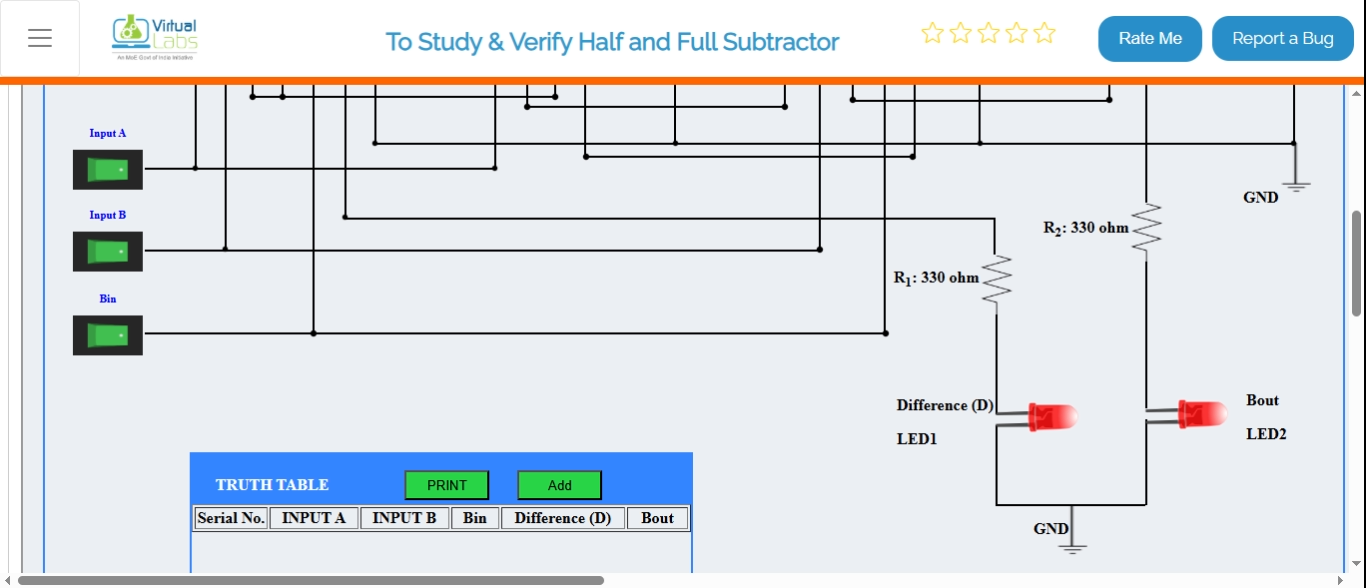 Virtual
Labs
An MoE Govt of India Initiative
To Study & Verify Half and Full Subtractor
Rate Me
Report a Bug
Input A
Input B
Bin
GND
R2: 330 ohm
R1: 330 ohm
Difference (D)
LED1
Bout
LED2
GND
TRUTH TABLE
PRINT
Add
Serial No. INPUT A INPUT B Bin Difference (D) Bout